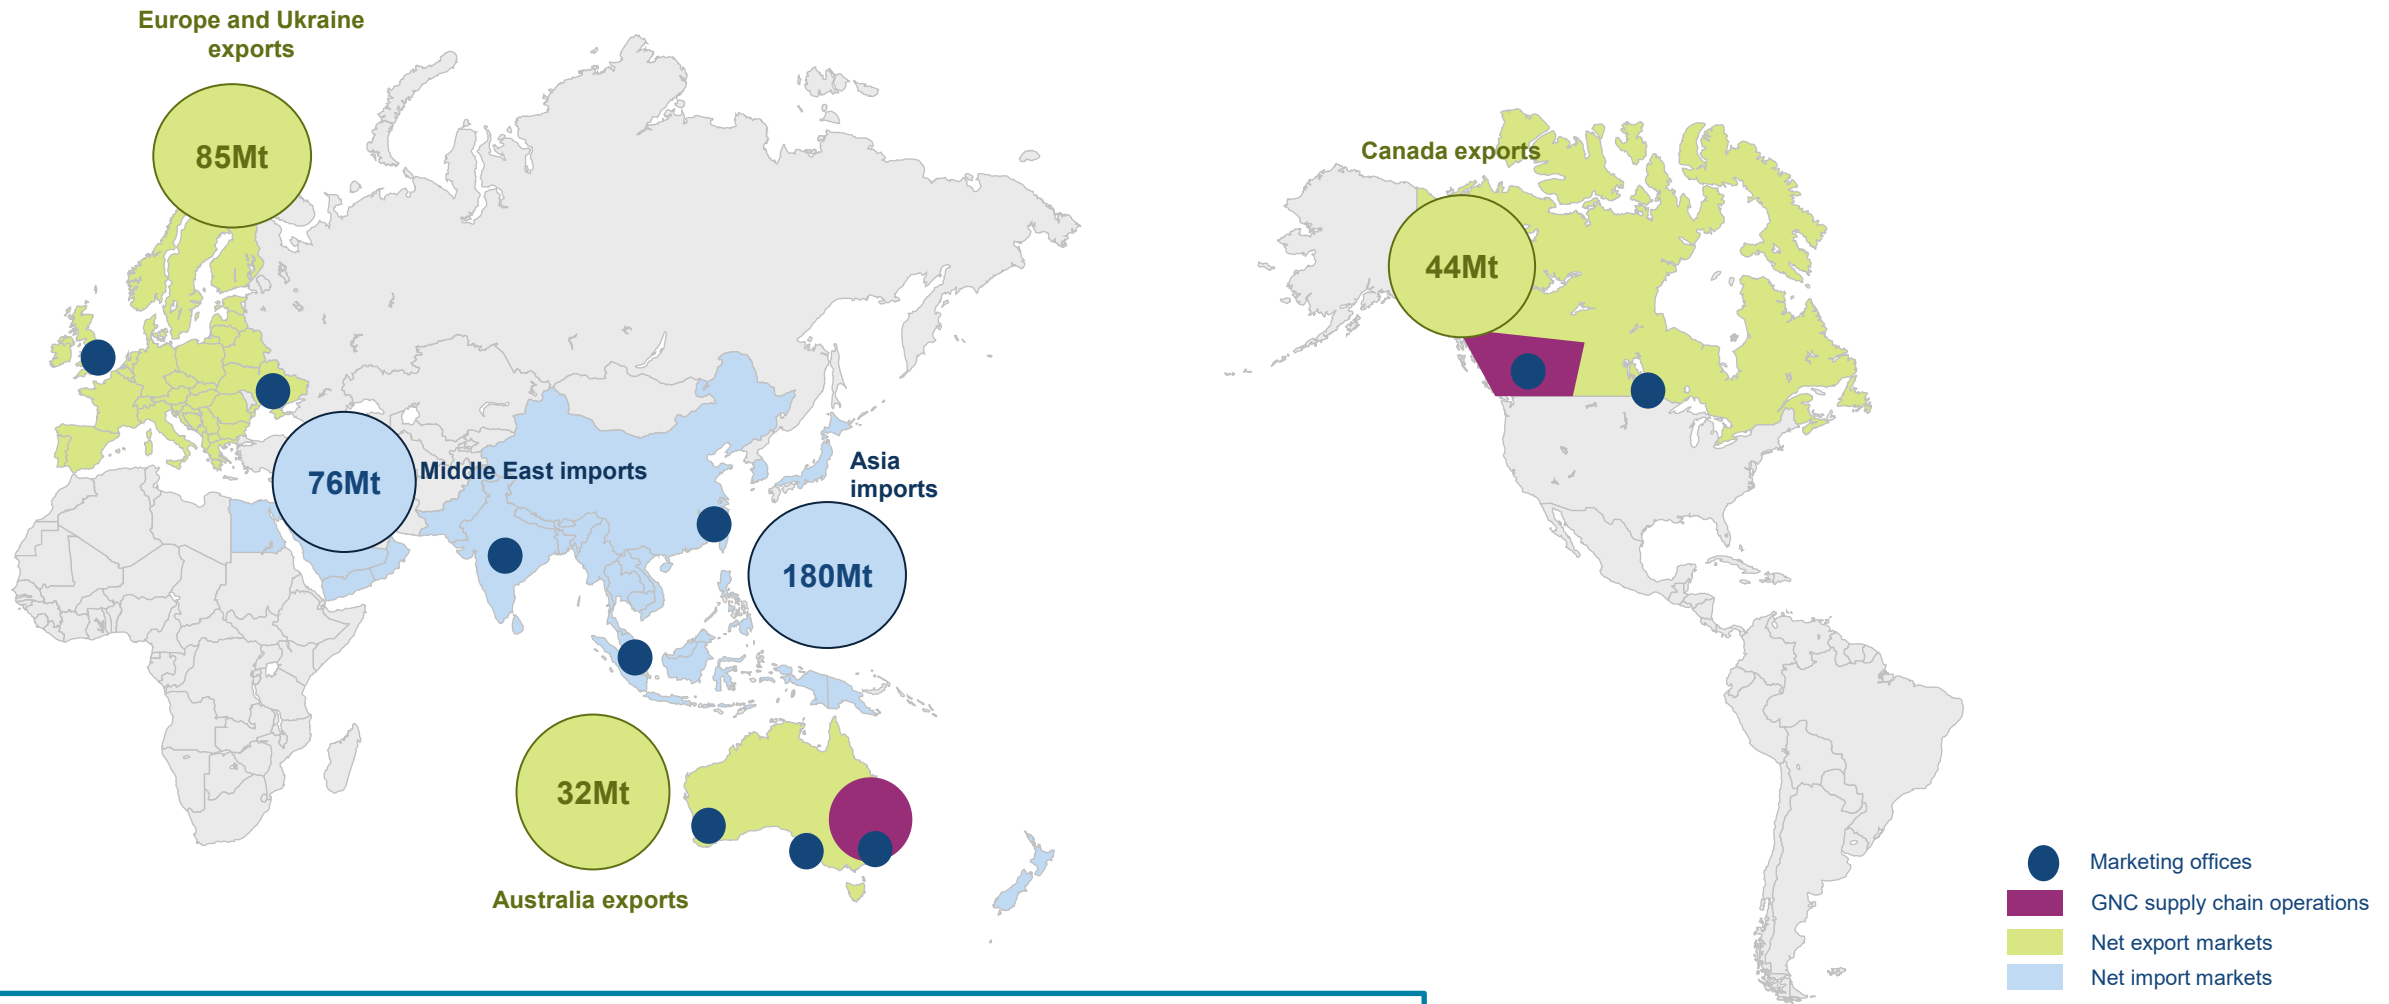 Europe and Ukraine
exports
85Mt
Canada exports
44Mt
76Mt
Middle East imports
Asia
imports
180Mt
32Mt
Australia exports
Marketing offices
GNC supply chain operations
Net export markets
Net import markets